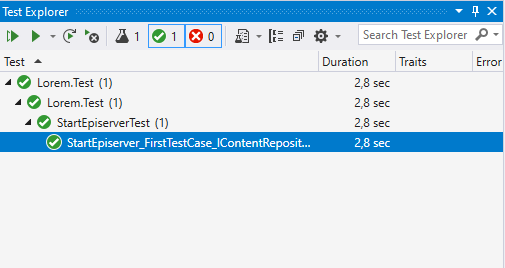 Test Explorer
1 1 0 Search Test Explorer
Test Duration Traits Error
Lorem.Test (1) 2,8 sec
Lorem.Test (1) 2,8 sec
StartEpiserverTest (1) 2,8 sec
StartEpiserver_FirstTestCase_IContentReposit... 2,8 sec